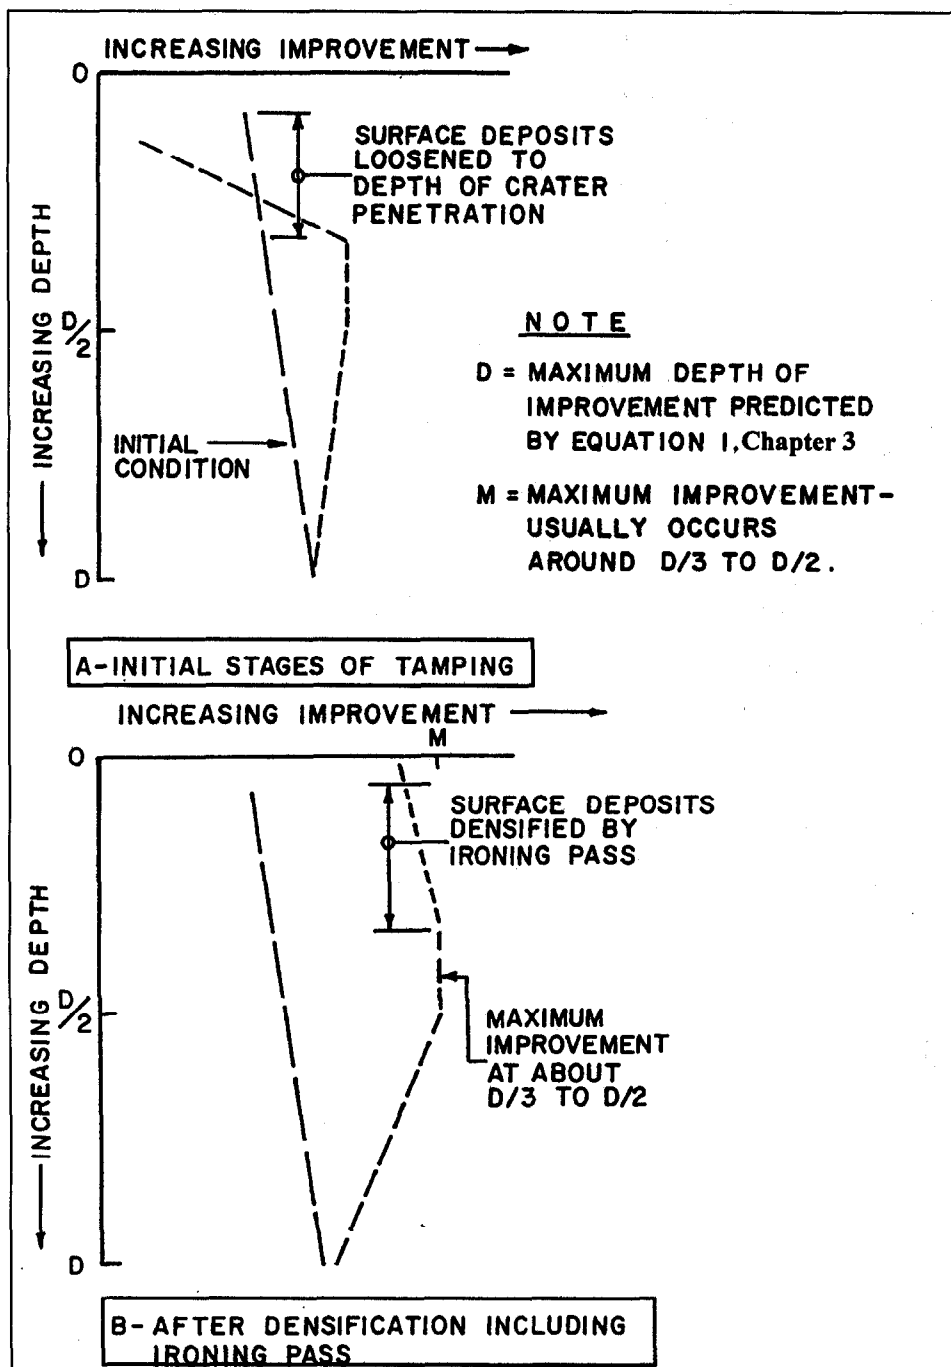 INCREASING IMPROVEMENT
O
SURFACE DEPOSITS
LOOSENED TO
DEPTH OF CRATER
PENETRATION
INCREASING DEPTH
D/2
NOTE
D = MAXIMUM DEPTH OF
IMPROVEMENT PREDICTED
BY EQUATION 1, Chapter 3
INITIAL
CONDITION
M = MAXIMUM IMPROVEMENT-
USUALLY OCCURS
AROUND D/3 TO D/2.
D
A-INITIAL STAGES OF TAMPING
INCREASING IMPROVEMENT
M
O
SURFACE DEPOSITS
DENSIFIED BY
IRONING PASS
INCREASING DEPTH
D/2
MAXIMUM
IMPROVEMENT
AT ABOUT
D/3 TO D/2
D
B- AFTER DENSIFICATION INCLUDING
IRONING PASS